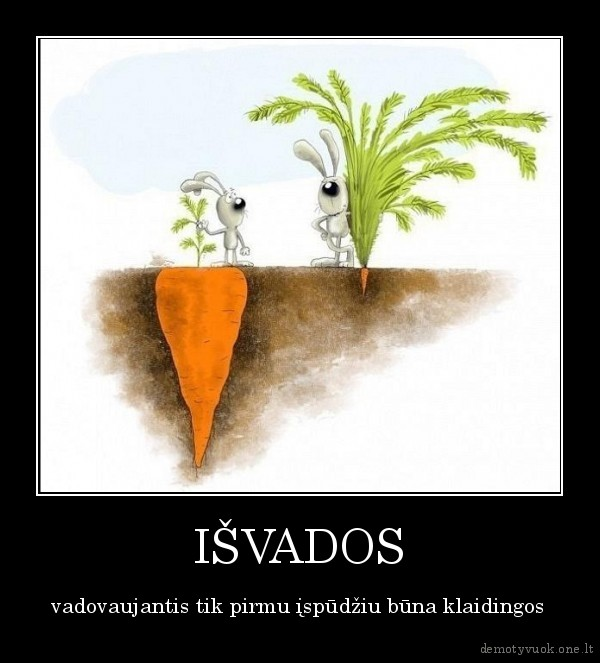 IŠVADOS
vadovaujantis tik pirmu įspūdžiu būna klaidingos
demotyvuok.one.lt